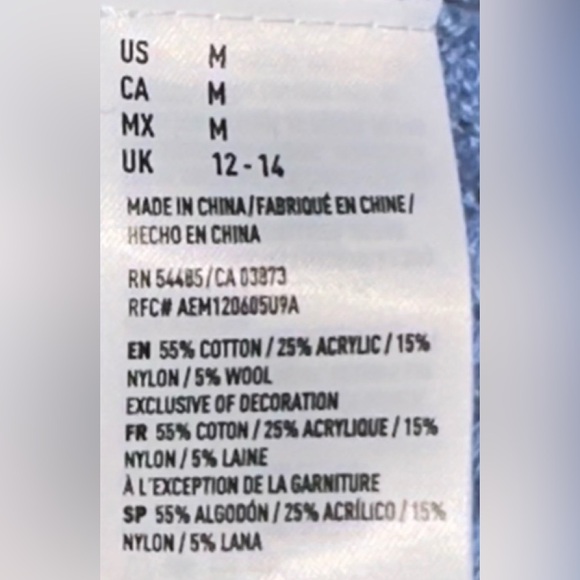 US M
CA M
MX M
UK 12 - 14
MADE IN CHINA/FABRIQUÉ EN CHINE/
HECHO EN CHINA
RN 54485/CA 03873
RFC# AEM120605U9A
EN 55% COTTON / 25% ACRYLIC / 15%
NYLON / 5% WOOL
EXCLUSIVE OF DECORATION
FR 55% COTON / 25% ACRYLIQUE / 15%
NYLON / 5% LAINE
À L'EXCEPTION DE LA GARNITURE
SP 55% ALGODÓN / 25% ACRÍLICO / 15%
NYLON / 5% LANA